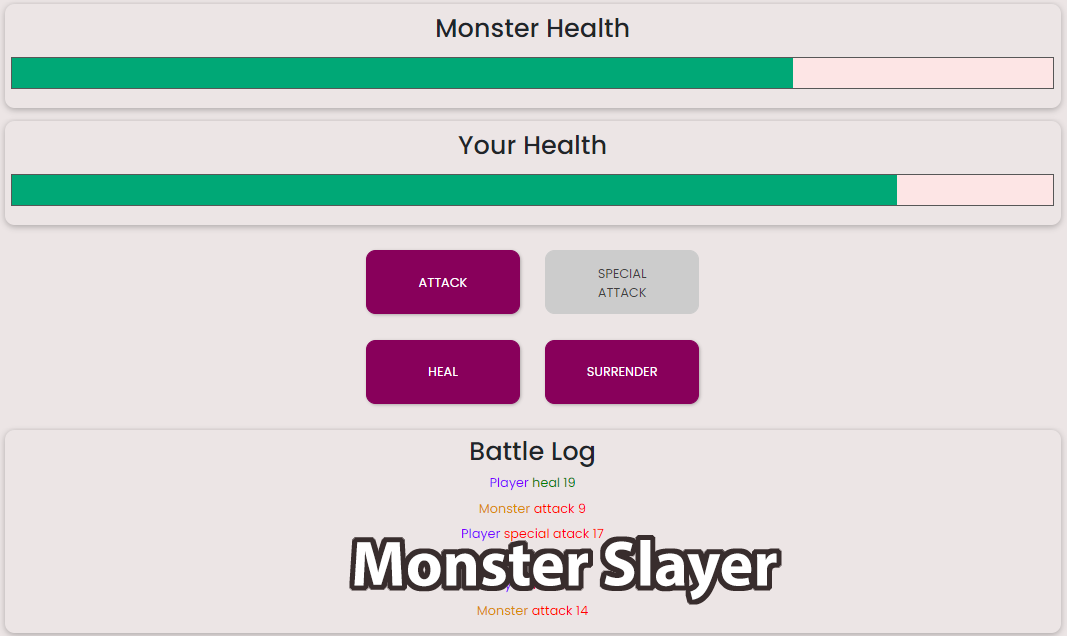 Monster Health
Your Health
ATTACK
SPECIAL
ATTACK
HEAL
SURRENDER
Battle Log
Player heal 19
Monster attack 9
Player special atack 17
Monster Slayer
Monster attack 14